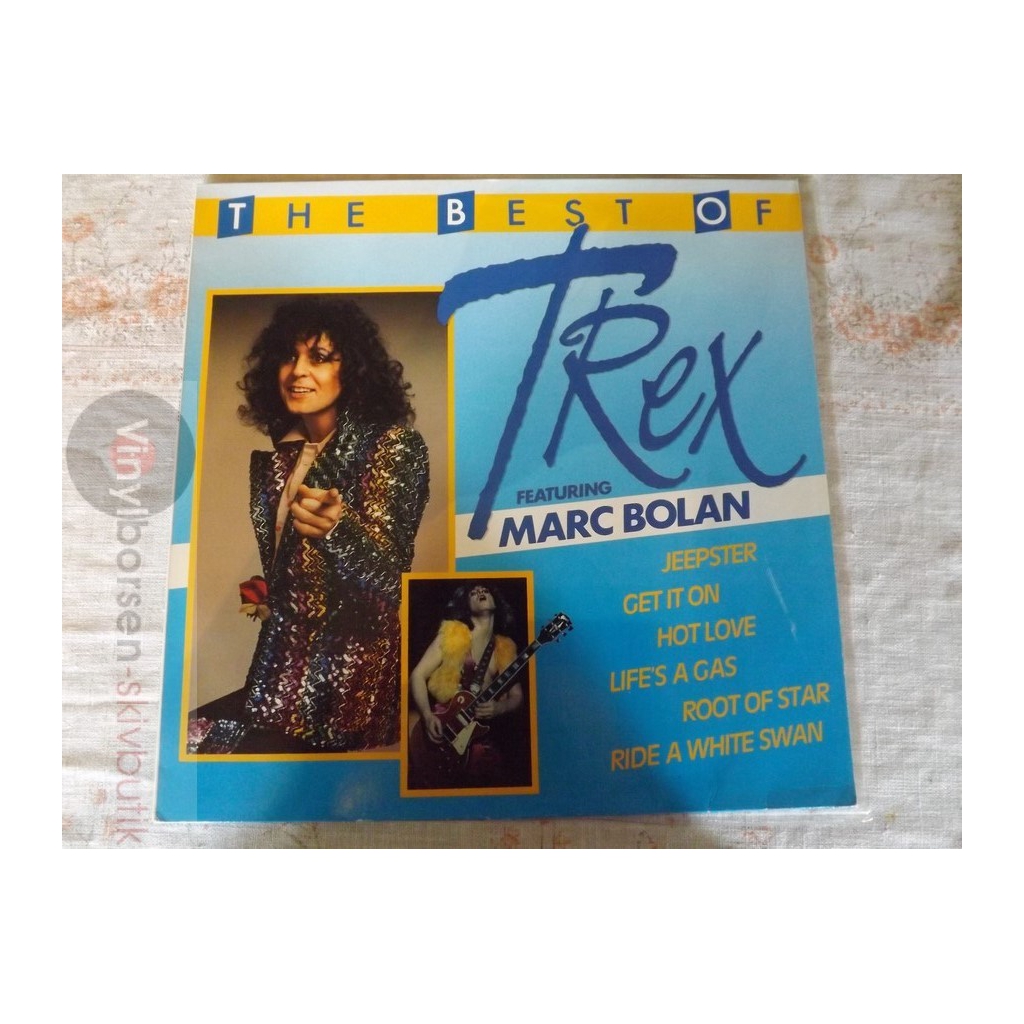 THE BEST OF
T.Rex
FEATURING
MARC BOLAN
JEEPSTER
GET IT ON
HOT LOVE
LIFE'S A GAS
ROOT OF STAR
RIDE A WHITE SWAN
vinylborsen-skivbutik